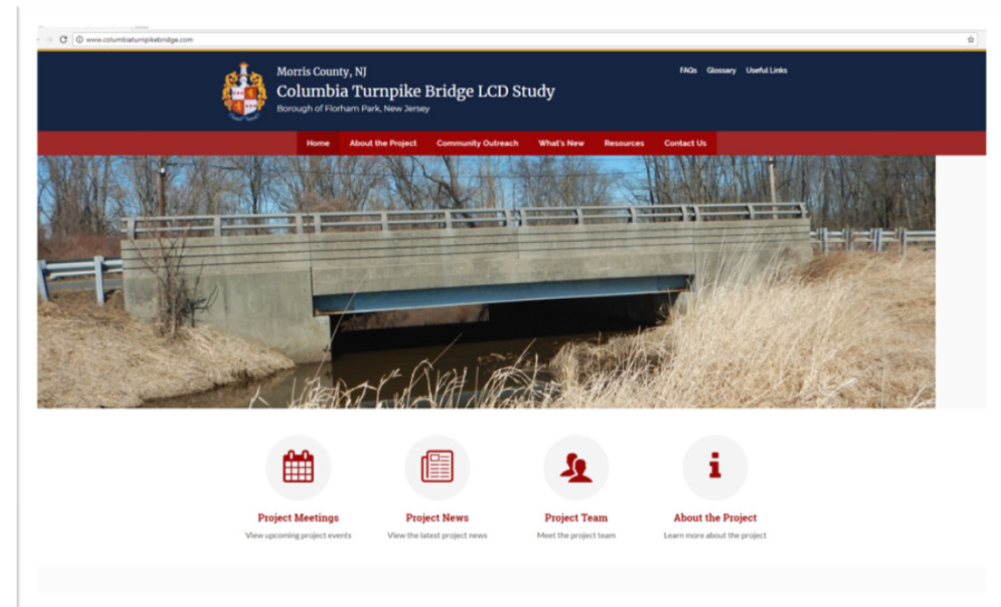 www.columbiaturnpikebridge.com
Morris County, NJ
Columbia Turnpike Bridge LCD Study
Borough of Florham Park, New Jersey
FAQs Glossary Useful Links
Home About the Project Community Outreach What's New Resources Contact Us
Project Meetings
View upcoming project events
Project News
View the latest project news
Project Team
Meet the project team
About the Project
Learn more about the project